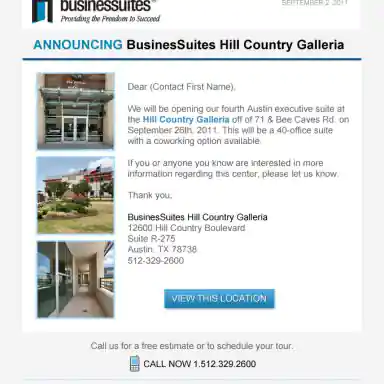 businessuites™
SEPTEMBER 2, 2011
Providing the Freedom to Succeed
ANNOUNCING BusinesSuites Hill Country Galleria
Dear (Contact First Name),
We will be opening our fourth Austin executive suite at
the Hill Country Galleria off of 71 & Bee Caves Rd. on
September 26th, 2011. This will be a 40-office suite
with a coworking option available.
If you or anyone you know are interested in more
information regarding this center, please let us know.
Thank you,
BusinesSuites Hill Country Galleria
12600 Hill Country Boulevard
Suite R-275
Austin, TX 78738
512-329-2600
VIEW THIS LOCATION
Call us for a free estimate or to schedule your tour.
CALL NOW 1.512.329.2600